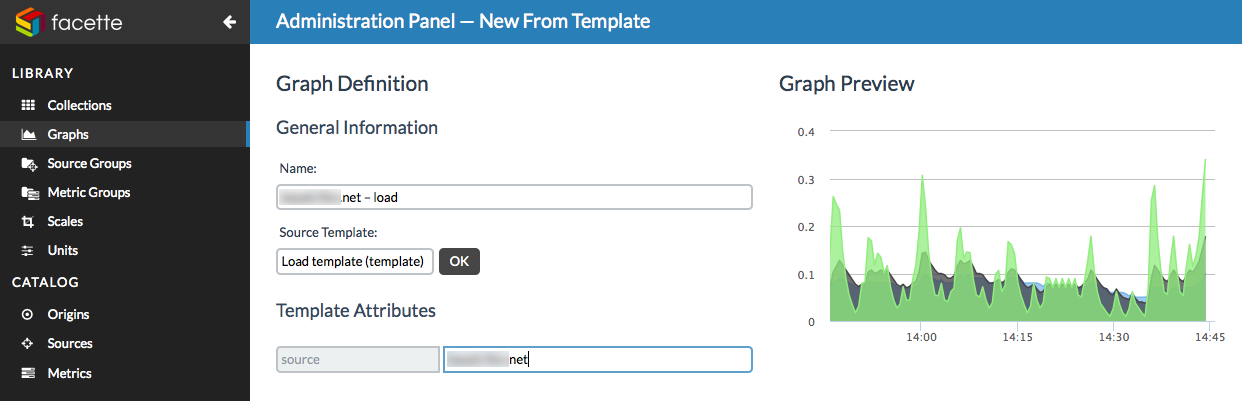 facette
Administration Panel — New From Template
LIBRARY
Collections
Graphs
Source Groups
Metric Groups
Scales
Units
CATALOG
Origins
Sources
Metrics
Graph Definition
General Information
Name:
.net – load
Source Template:
Load template (template)
OK
Template Attributes
source
net
Graph Preview
0.4
0.3
0.2
0.1
0
14:00
14:15
14:30
14:45